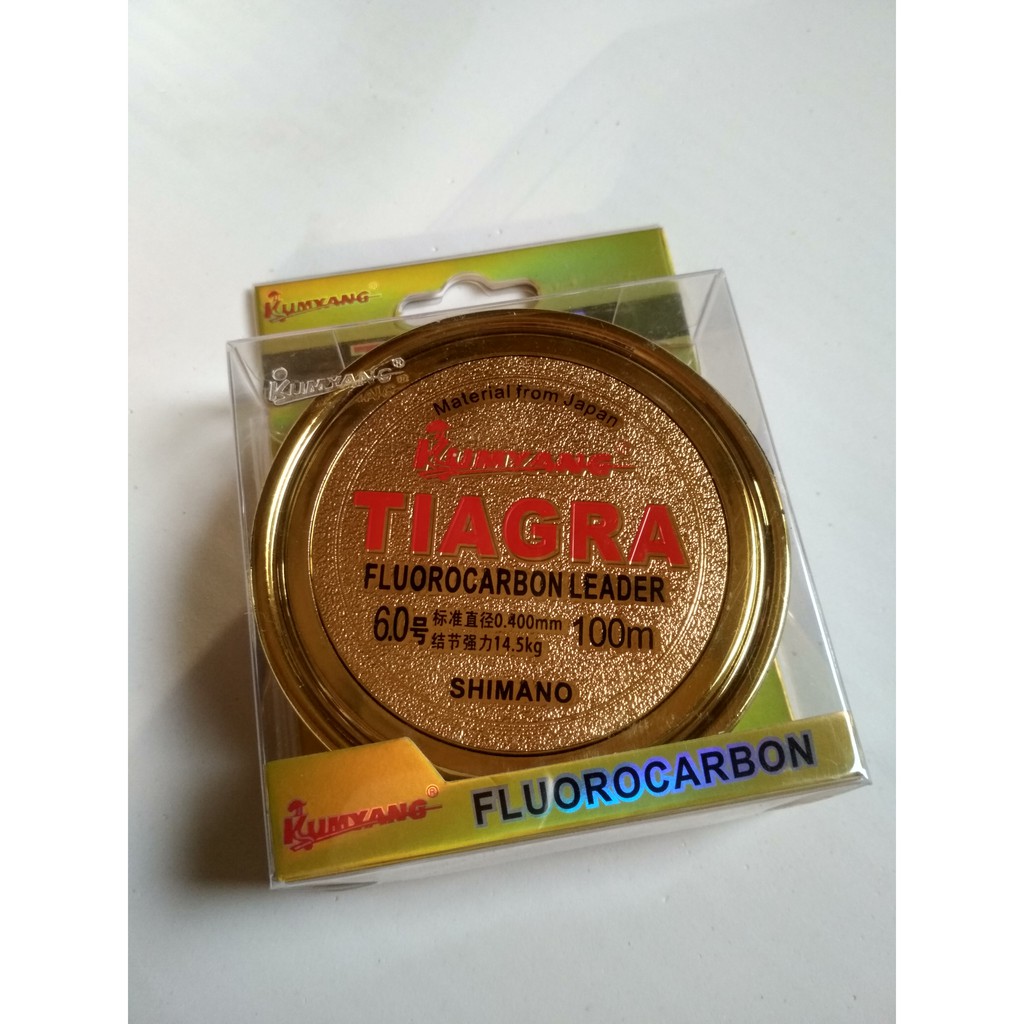 KUMYANG®
KUMYANG®
Material from Japan
KUMYANG
TIAGRA
FLUOROCARBON LEADER
6.0号 标准直径0.400mm 100m
结节强力14.5kg
SHIMANO
KUMYANG® FLUOROCARBON